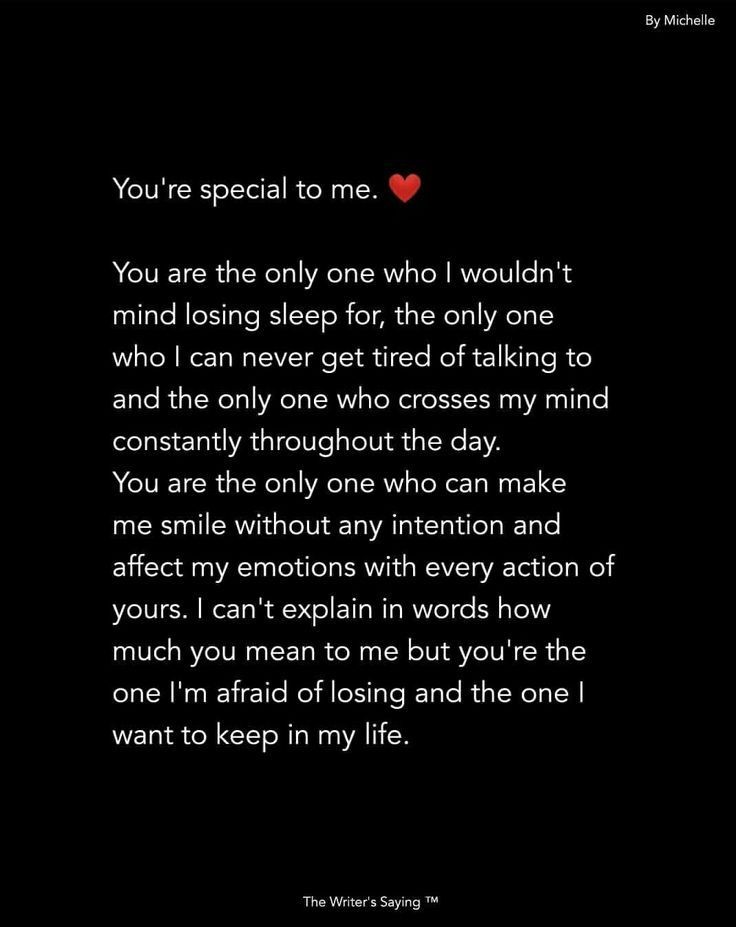 By Michelle
You're special to me. ❤️
You are the only one who I wouldn't
mind losing sleep for, the only one
who I can never get tired of talking to
and the only one who crosses my mind
constantly throughout the day.
You are the only one who can make
me smile without any intention and
affect my emotions with every action of
yours. I can't explain in words how
much you mean to me but you're the
one I'm afraid of losing and the one I
want to keep in my life.
The Writer's Saying ™